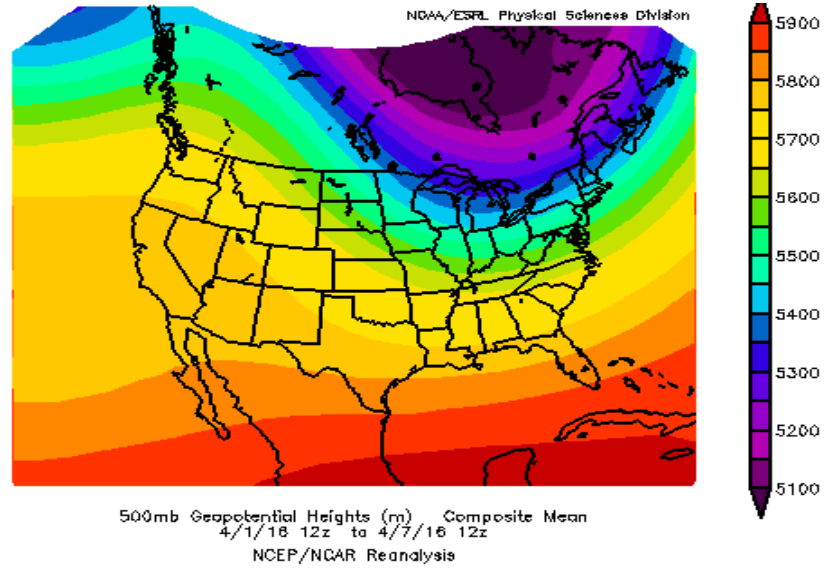 NOAA/ESRL Physical Sciences Division
5900
5800
5700
5600
5500
5400
5300
5200
5100
500mb Geopotential Heights (m) Composite Mean
4/1/16 12z to 4/7/16 12z
NCEP/NCAR Reanalysis